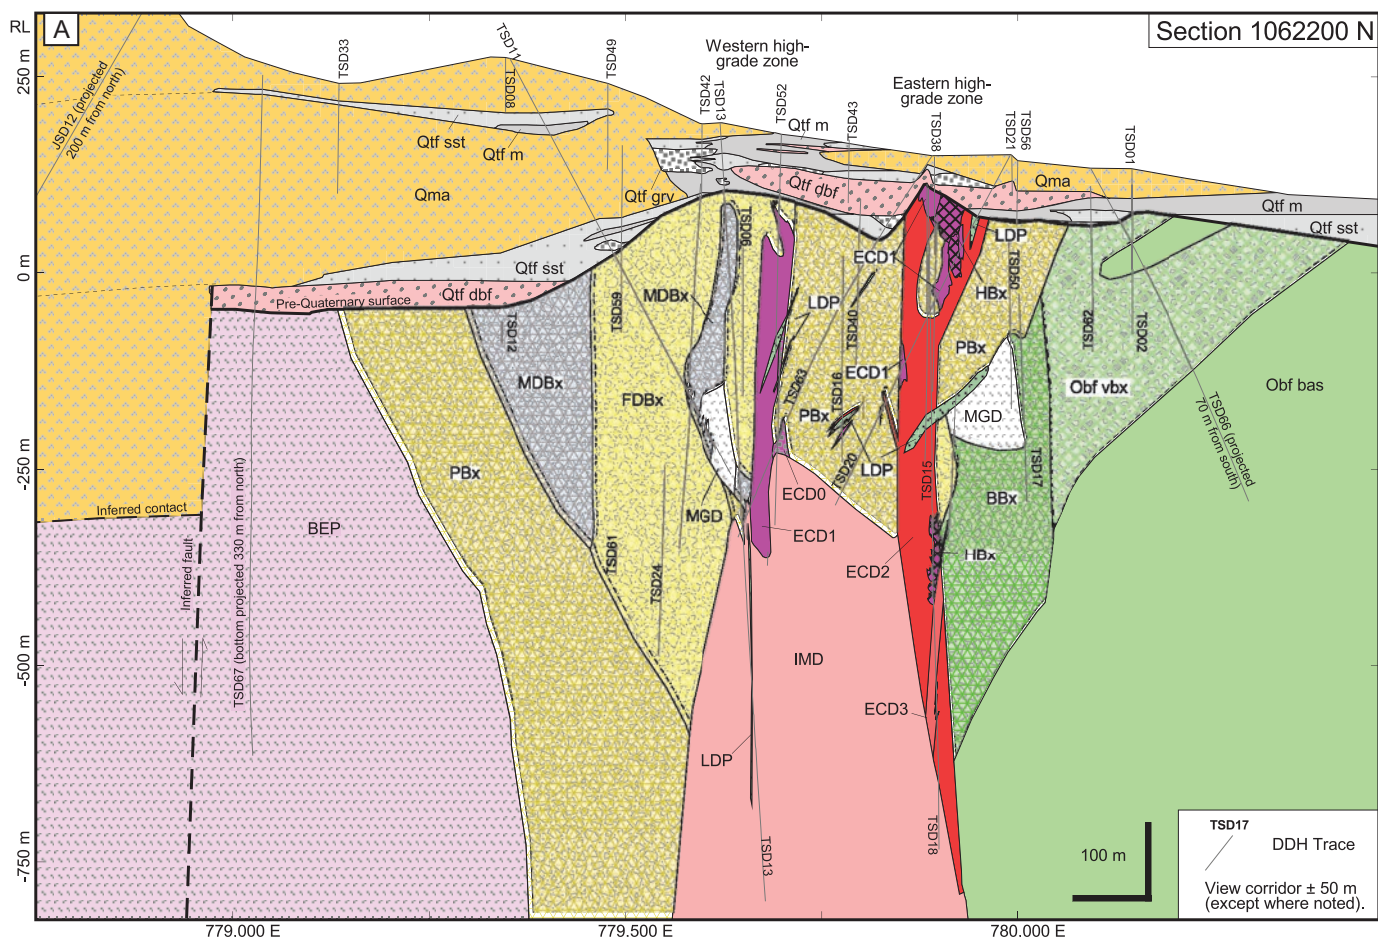 RL
A
Section 1062200 N
250 m
0 m
-250 m
-500 m
-750 m
JSD12 (projected
200 m from north)
TSD33
TSD11
TSD08
TSD49
Western high-
grade zone
TSD42
TSD13
TSD52
Qtf m
TSD43
Eastern high-
grade zone
TSD38
TSD21
TSD56
TSD01
Qtf sst
Qtf m
Qma
Qtf grv
Qtf dbf
Qma
Qtf m
Qtf sst
Qtf sst
Qtf dbf
Pre-Quaternary surface
TSD06
ECD1
LDP
TSD50
HBx
MDBx
TSD59
LDP
TSD40
TSD12
PBx
TSD62
TSD02
MDBx
FDBx
TSD63
TSD16
ECD1
PBx
MGD
Obf vbx
Obf bas
TSD66 (projected
70 m from south)
PBx
LDP
TSD20
TSD15
TSD17
ECD0
BBx
MGD
Inferred contact
BEP
ECD1
HBx
TSD61
TSD24
ECD2
Inferred fault
TSD67 (bottom projected 330 m from north)
IMD
ECD3
LDP
TSD13
TSD18
100 m
TSD17
DDH Trace
View corridor ± 50 m
(except where noted).
779.000 E
779.500 E
780.000 E